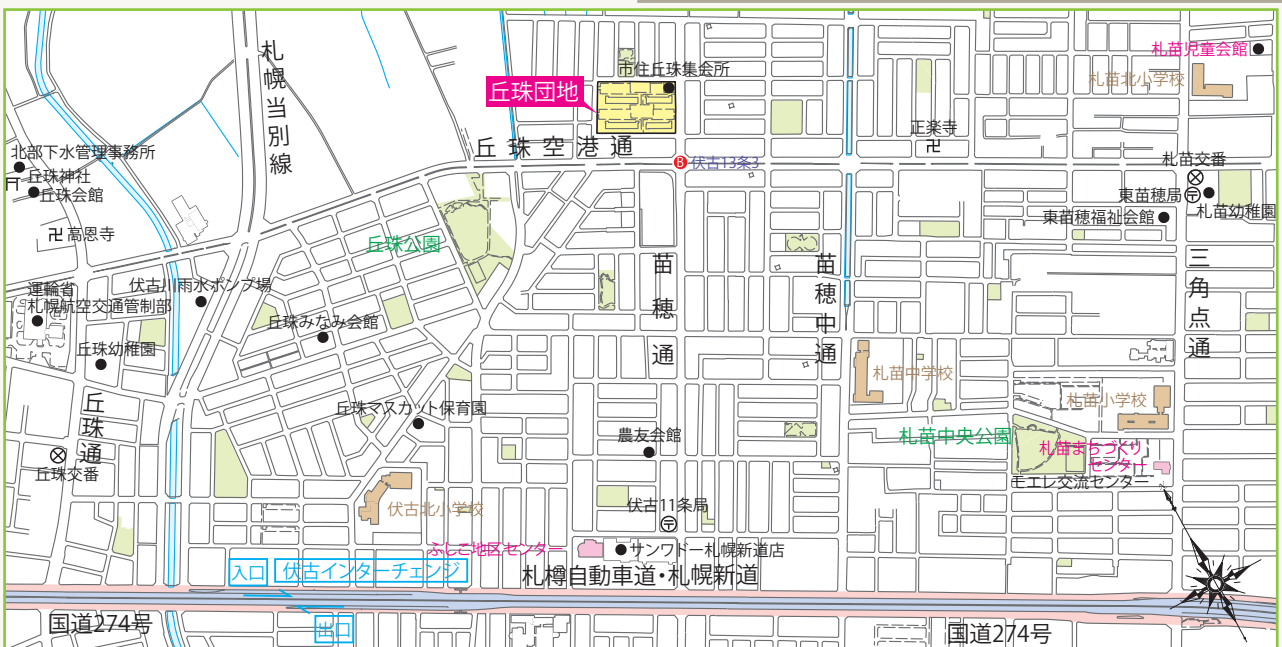 札幌当別線
丘珠団地
市住丘珠集会所
札苗児童会館
札苗北小学校
丘珠空港通
B 伏古13条3
正楽寺
札苗交番
北部下水管理事務所
丘珠神社
丘珠会館
東苗穂局
札苗幼稚園
東苗穂福祉会館
高恩寺
丘珠公園
苗穂通
苗穂中通
三角点通
運輸省
札幌航空交通管制部
伏古川雨水ポンプ場
丘珠みなみ会館
丘珠幼稚園
札苗中学校
丘珠通
丘珠マスカット保育園
札苗小学校
農友会館
札苗中央公園
札苗まちづくり
センター
丘珠交番
モエレ交流センター
伏古北小学校
伏古11条局
ふしこ地区センター
サンワドー札幌新道店
入口
伏古インターチェンジ
札樽自動車道・札幌新道
国道274号
出口
国道274号